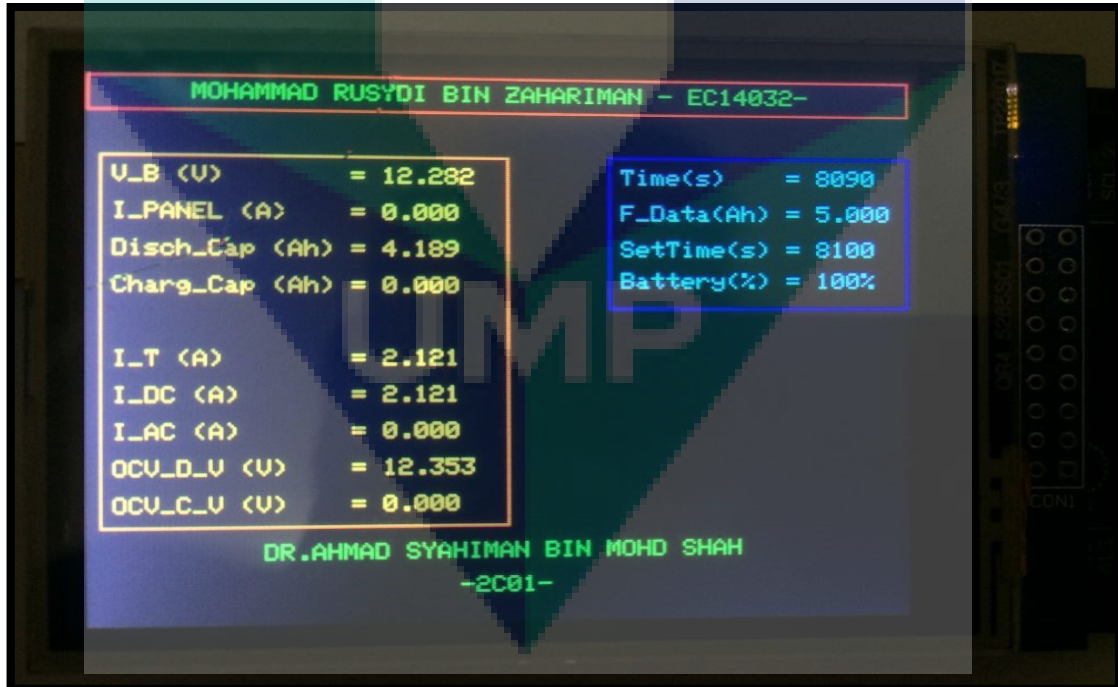 MOHAMMAD RUSYDI BIN ZAHARIMAN - EC14032-
V_B (V) = 12.282
I_PANEL (A) = 0.000
Disch_Cap (Ah) = 4.189
Charg_Cap (Ah) = 0.000
I_T (A) = 2.121
I_DC (A) = 2.121
I_AC (A) = 0.000
OCV_D_V (V) = 12.353
OCV_C_V (V) = 0.000
Time(s) = 8090
F_Data(Ah) = 5.000
SetTime(s) = 8100
Battery(%) = 100%
UMP
DR.AHMAD SYAHIMAN BIN MOHD SHAH
-2C01-
CON1